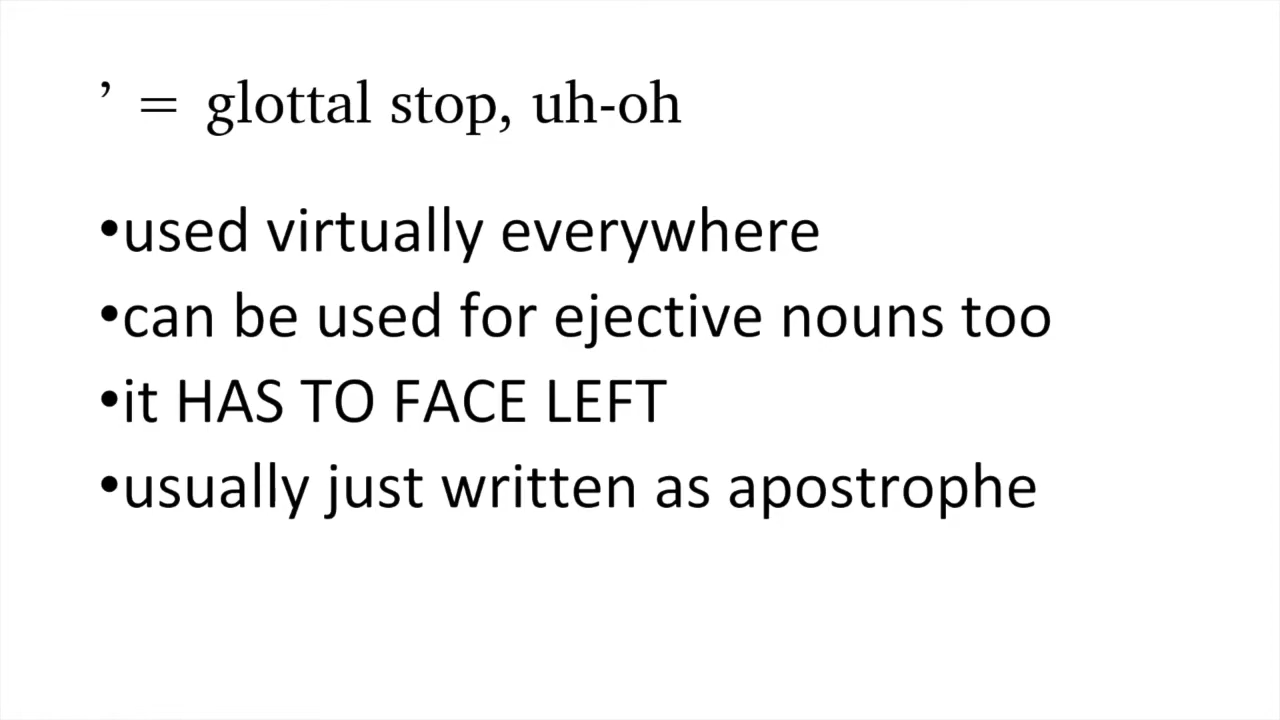 ’ = glottal stop, uh-oh
•used virtually everywhere
•can be used for ejective nouns too
•it HAS TO FACE LEFT
•usually just written as apostrophe